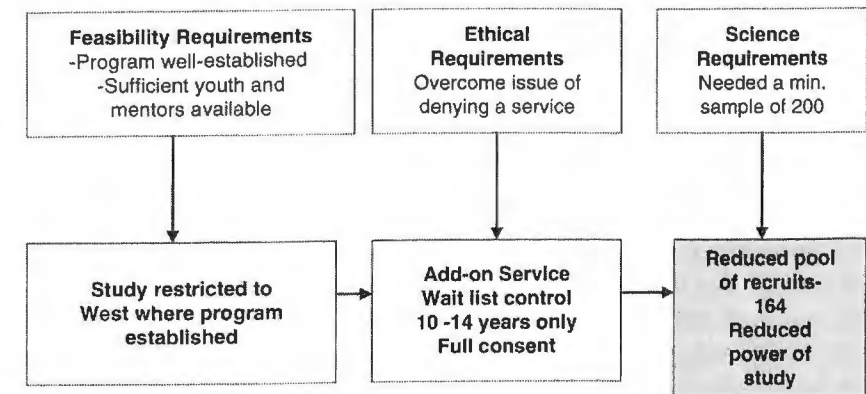 Feasibility Requirements
-Program well-established
-Sufficient youth and
mentors available
Ethical
Requirements
Overcome issue of
denying a service
Science
Requirements
Needed a min.
sample of 200
Study restricted to
West where program
established
Add-on Service
Wait list control
10 -14 years only
Full consent
Reduced pool
of recruits-
164
Reduced
power of
study